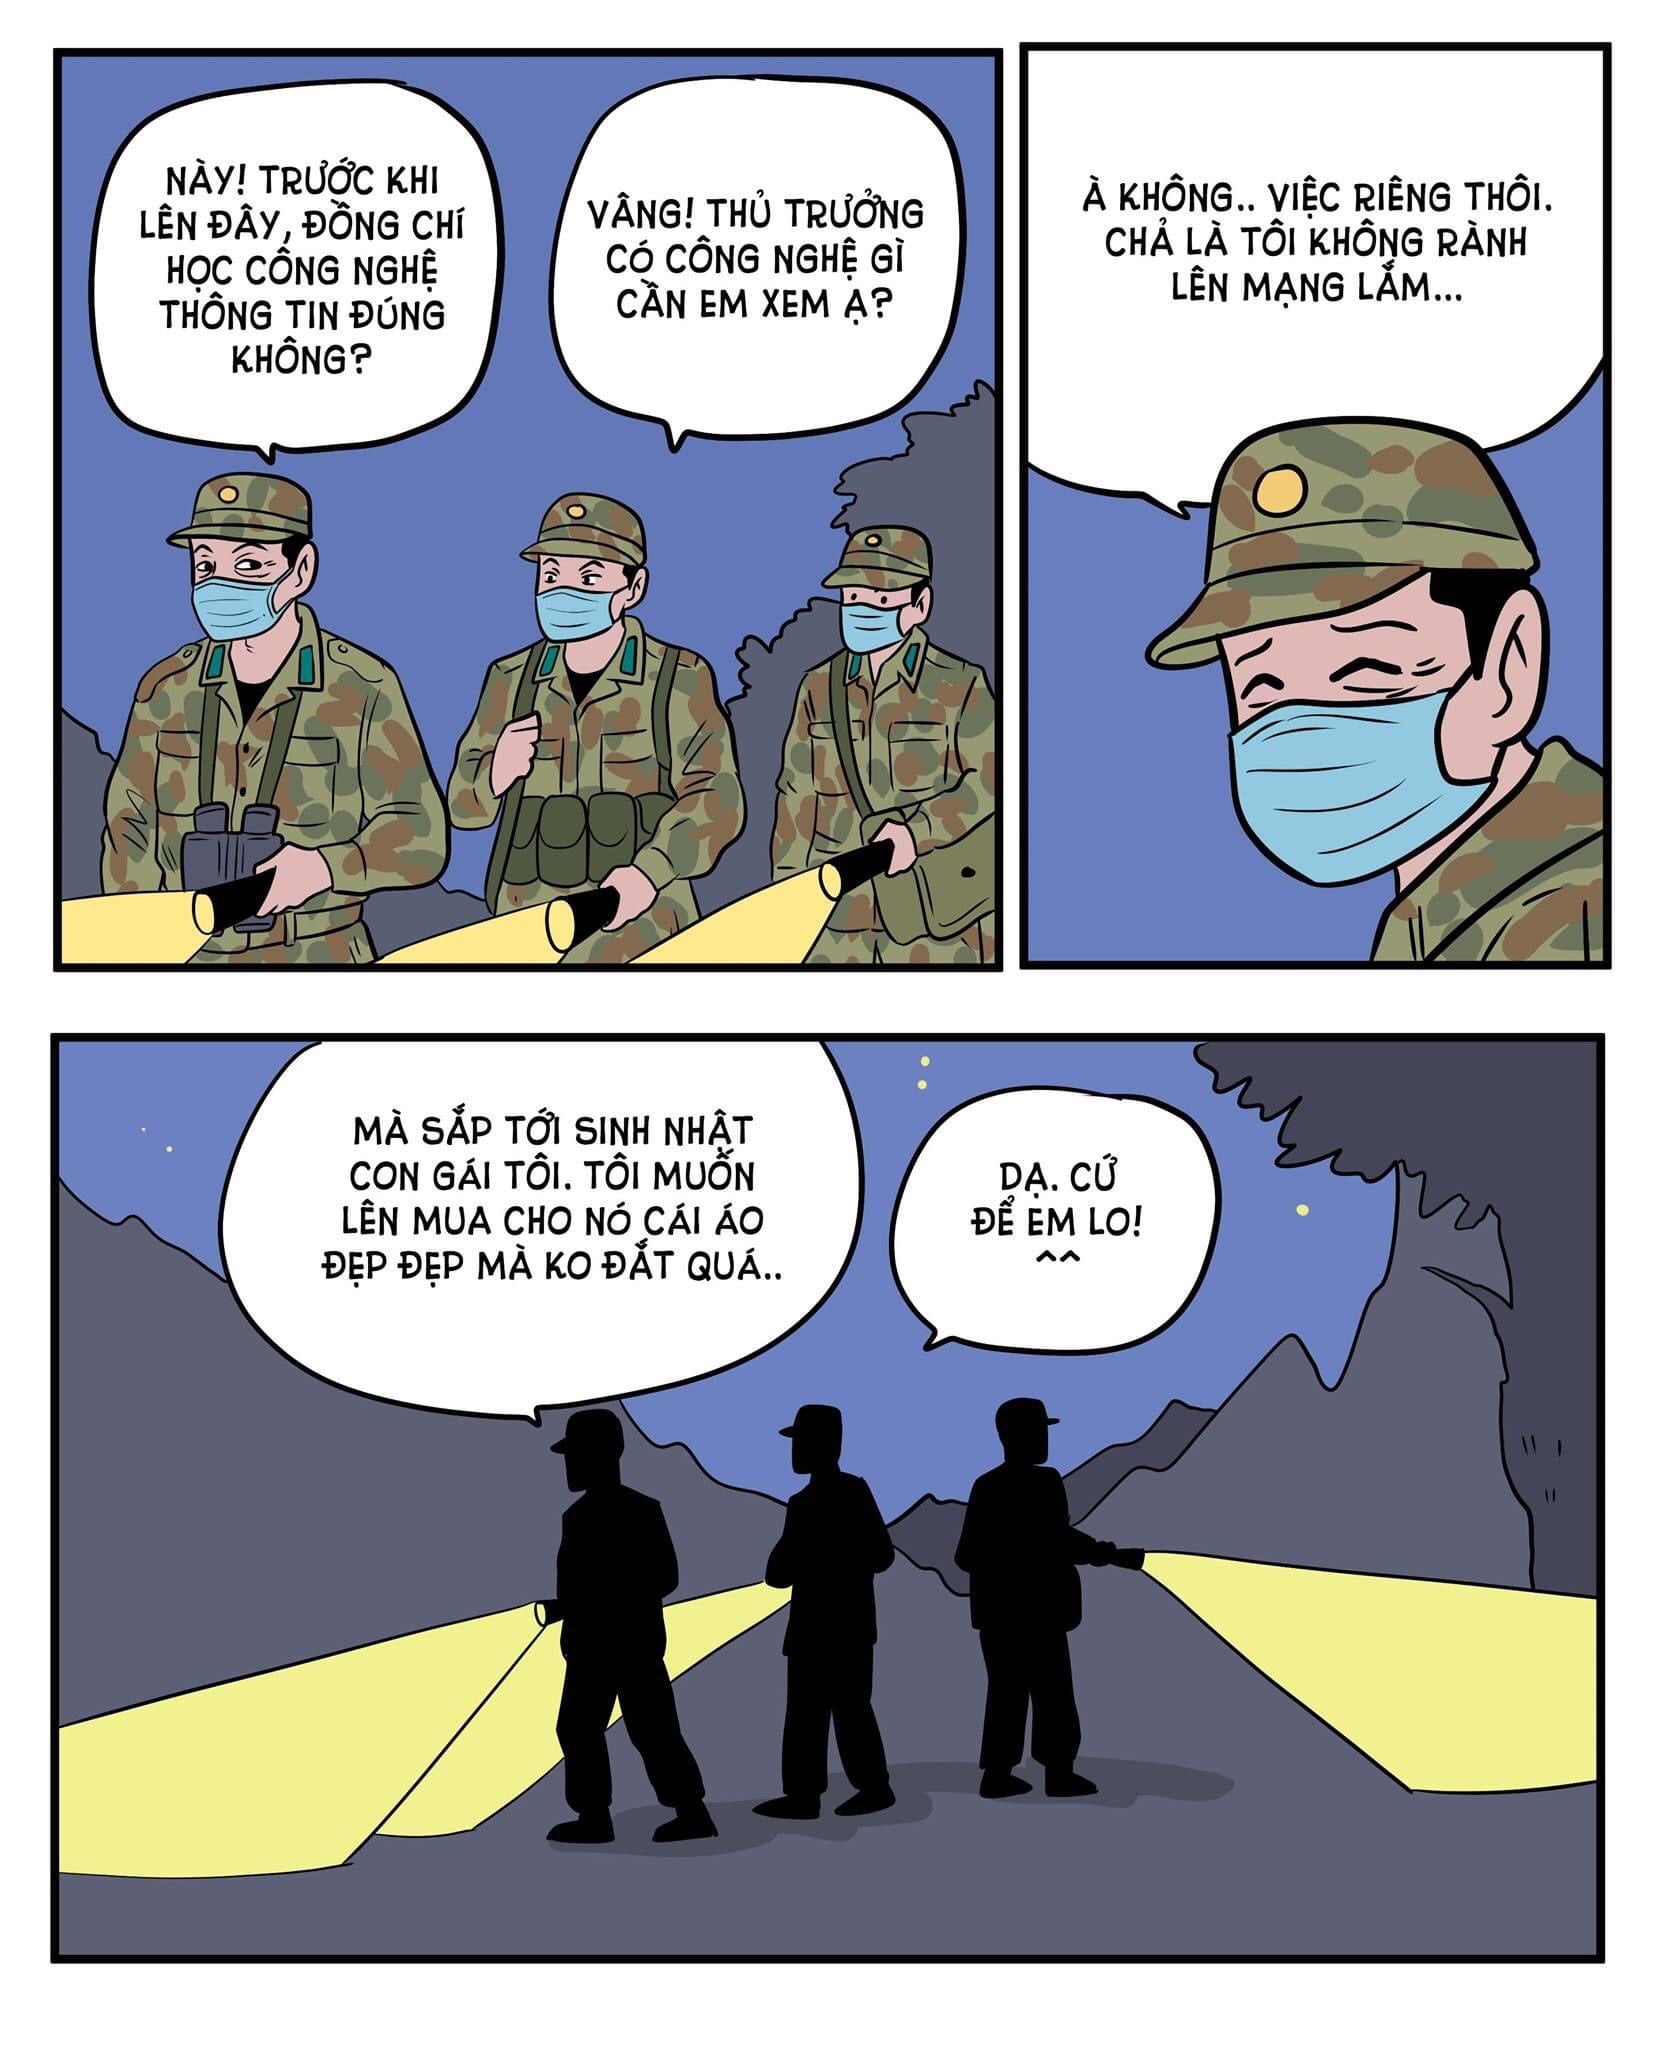 NÀY! TRƯỚC KHI
LÊN ĐÂY, ĐỒNG CHÍ
HỌC CÔNG NGHỆ
THÔNG TIN ĐÚNG
KHÔNG?
VÂNG! THỦ TRƯỞNG
CÓ CÔNG NGHỆ GÌ
CẦN EM XEM Ạ?
À KHÔNG.. VIỆC RIÊNG THÔI.
CHẢ LÀ TÔI KHÔNG RÀNH
LÊN MẠNG LẮM...
MÀ SẮP TỚI SINH NHẬT
CON GÁI TÔI. TÔI MUỐN
LÊN MUA CHO NÓ CÁI ÁO
ĐẸP ĐẸP MÀ KO ĐẮT QUÁ..
DẠ. CỨ
ĐỂ EM LO!
^^